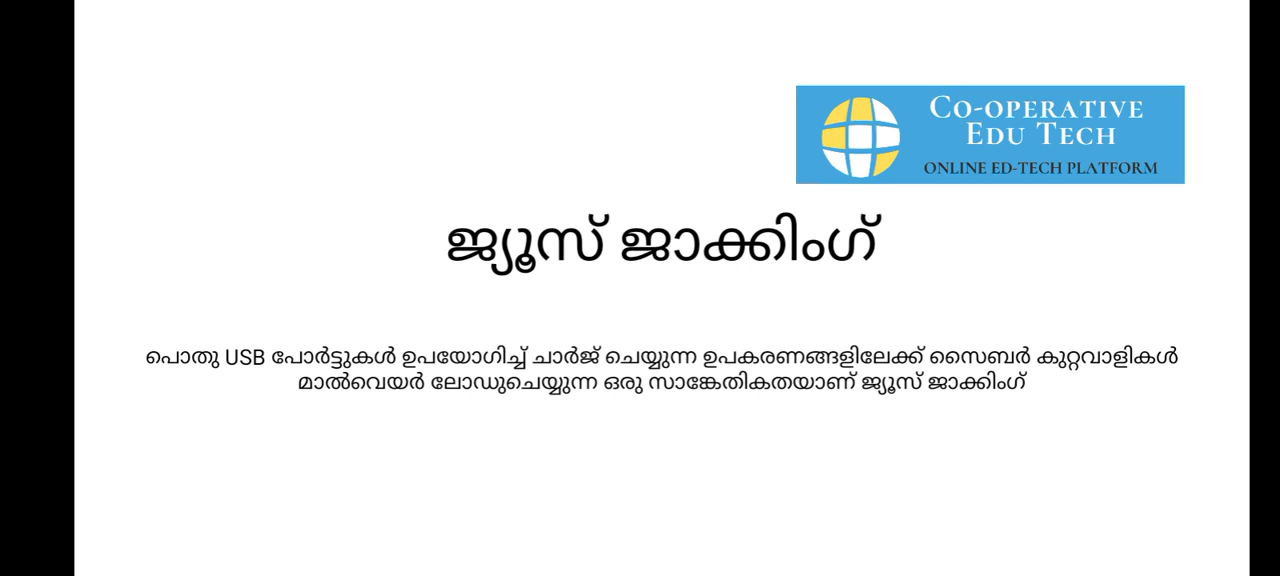 CO-OPERATIVE
EDU TECH
ONLINE ED-TECH PLATFORM
ജ്യൂസ് ജാക്കിംഗ്
പൊതു USB പോർട്ടുകൾ ഉപയോഗിച്ച് ചാർജ് ചെയ്യുന്ന ഉപകരണങ്ങളിലേക്ക് സൈബർ കുറ്റവാളികൾ
മാൽവെയർ ലോഡുചെയ്യുന്ന ഒരു സാങ്കേതികതയാണ് ജ്യൂസ് ജാക്കിംഗ്